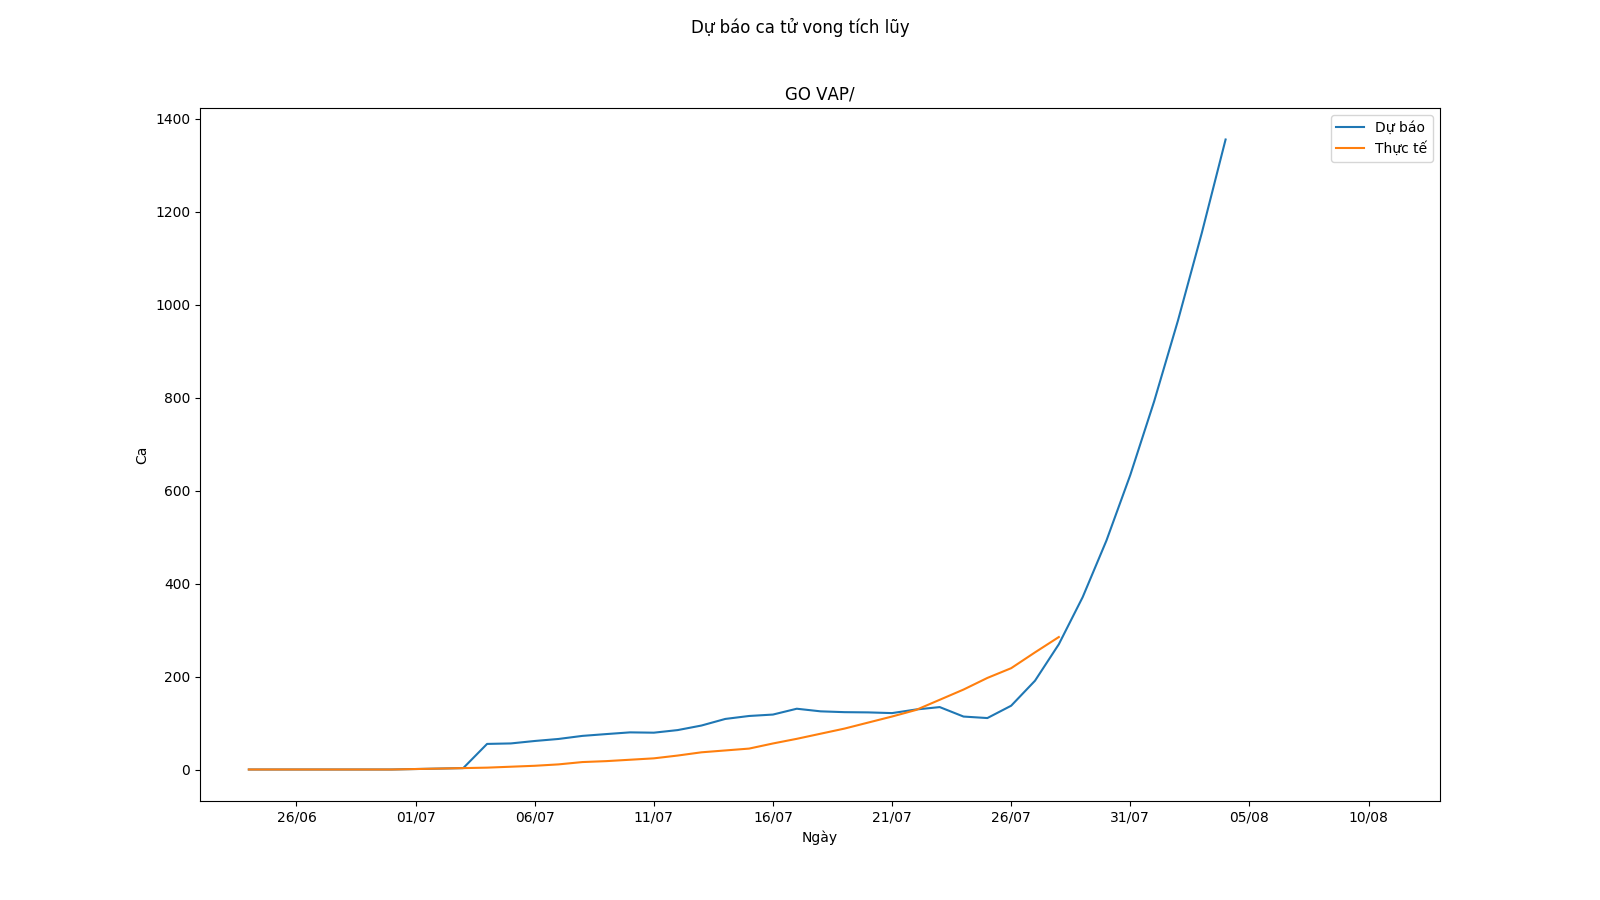 Dự báo ca tử vong tích lũy
GO VAP/
1400
1200
1000
800
600
400
200
0
Ca
Dự báo
Thực tế
26/06 01/07 06/07 11/07 16/07 21/07 26/07 31/07 05/08 10/08
Ngày